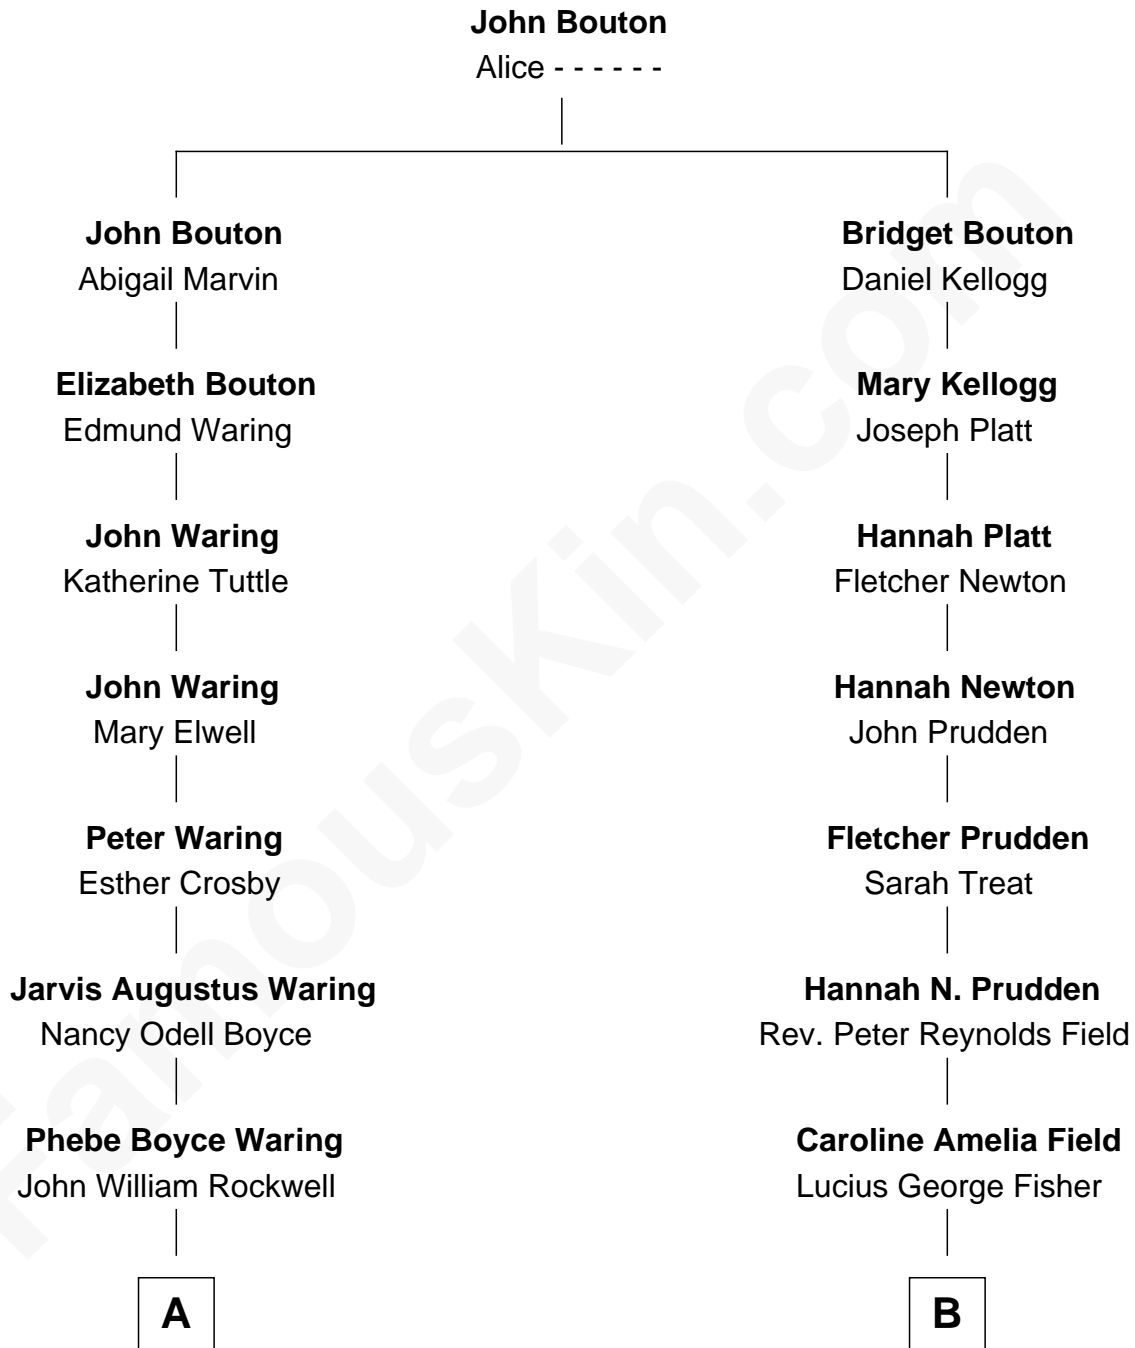 John Bouton
Alice - - - - - -
John Bouton
Abigail Marvin
Bridget Bouton
Daniel Kellogg
Elizabeth Bouton
Edmund Waring
Mary Kellogg
Joseph Platt
John Waring
Katherine Tuttle
Hannah Platt
Fletcher Newton
John Waring
Mary Elwell
Hannah Newton
John Prudden
Peter Waring
Esther Crosby
Fletcher Prudden
Sarah Treat
Jarvis Augustus Waring
Nancy Odell Boyce
Hannah N. Prudden
Rev. Peter Reynolds Field
Phebe Boyce Waring
John William Rockwell
Caroline Amelia Field
Lucius George Fisher
A
B
FamousKin.com